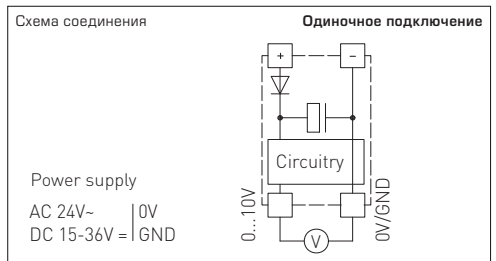 Схема соединения
Одиночное подключение
+ −
Circuitry
Power supply
AC 24V~ | 0V
DC 15-36V = | GND
0...10V
0V/GND
V